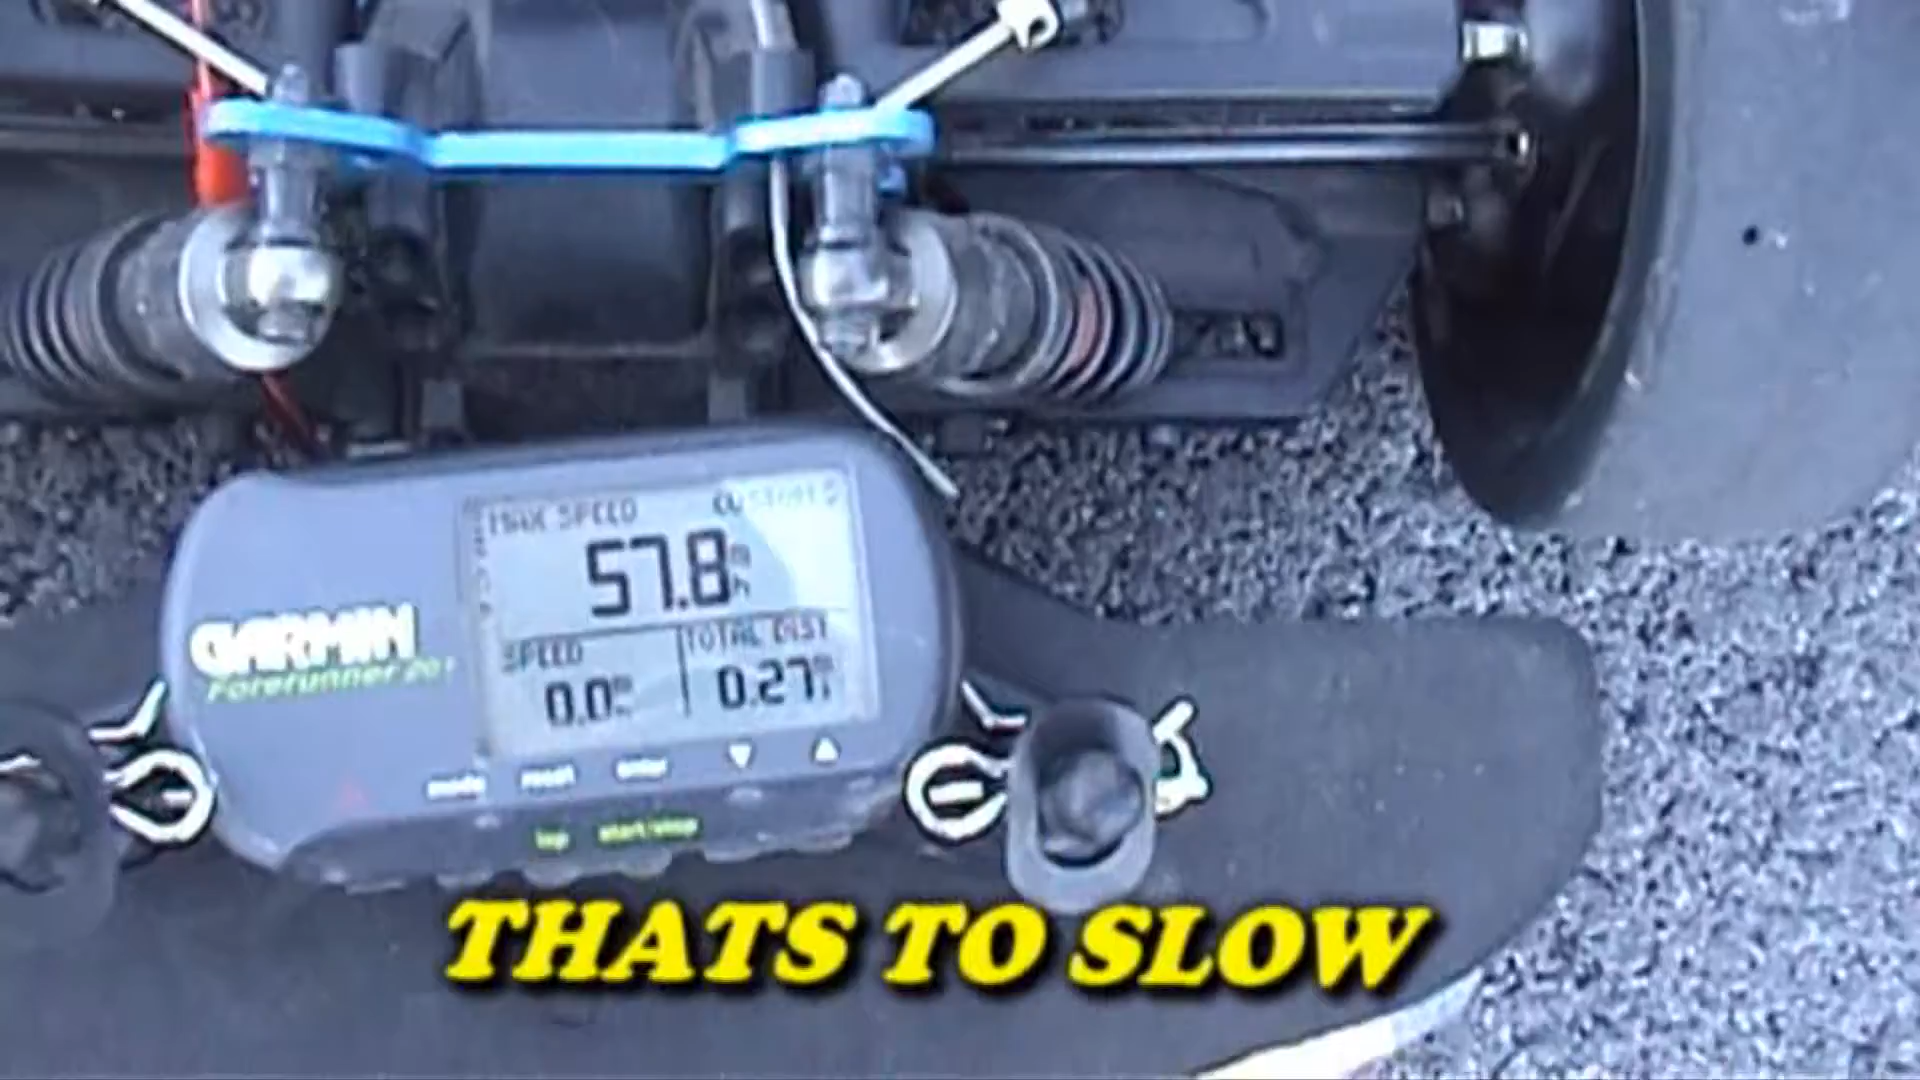 MAX SPEED
57.8
SPEED
TOTAL DIST
0.0
0.27
GARMIN
Forerunner 201
mode reset enter
lap start/stop
THATS TO SLOW